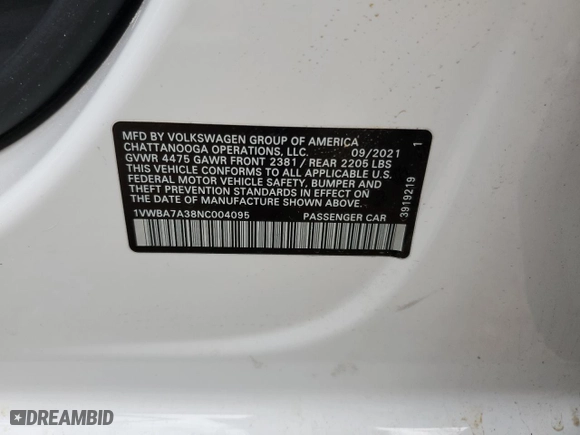 MFD BY VOLKSWAGEN GROUP OF AMERICA
CHATTANOOGA OPERATIONS, LLC. 09/2021
GVWR 4475 GAWR FRONT 2381 / REAR 2205 LBS
THIS VEHICLE CONFORMS TO ALL APPLICABLE U.S.
FEDERAL MOTOR VEHICLE SAFETY, BUMPER AND
THEFT PREVENTION STANDARDS IN EFFECT ON
THE DATE OF MANUFACTURE SHOWN ABOVE.
1VWBA7A38NC004095 PASSENGER CAR
3919219 1
DREAMBID